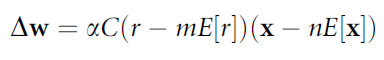 Δw = αC(r − mE[r])(x − nE[x])